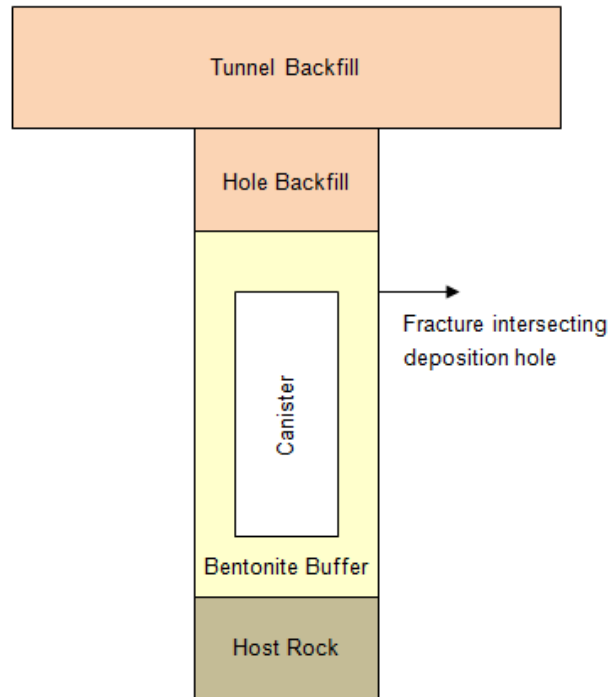 Tunnel Backfill
Hole Backfill
Fracture intersecting
deposition hole
Canister
Bentonite Buffer
Host Rock